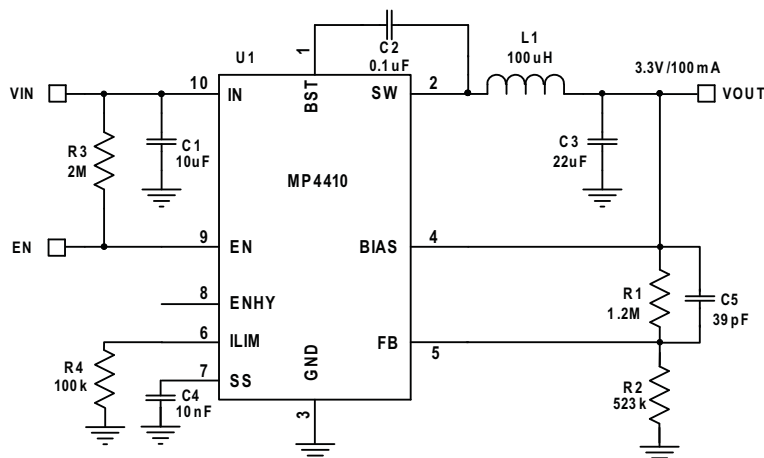 U1
1
C2
0.1uF
L1
100uH
3.3V/100mA
VIN
10
IN
BST
SW
2
VOUT
R3
2M
C1
10uF
MP4410
C3
22uF
EN
9
EN
BIAS
4
8
ENHY
R1
1.2M
C5
39pF
6
ILIM
FB
5
R4
100k
7
SS
GND
C4
10nF
3
R2
523k